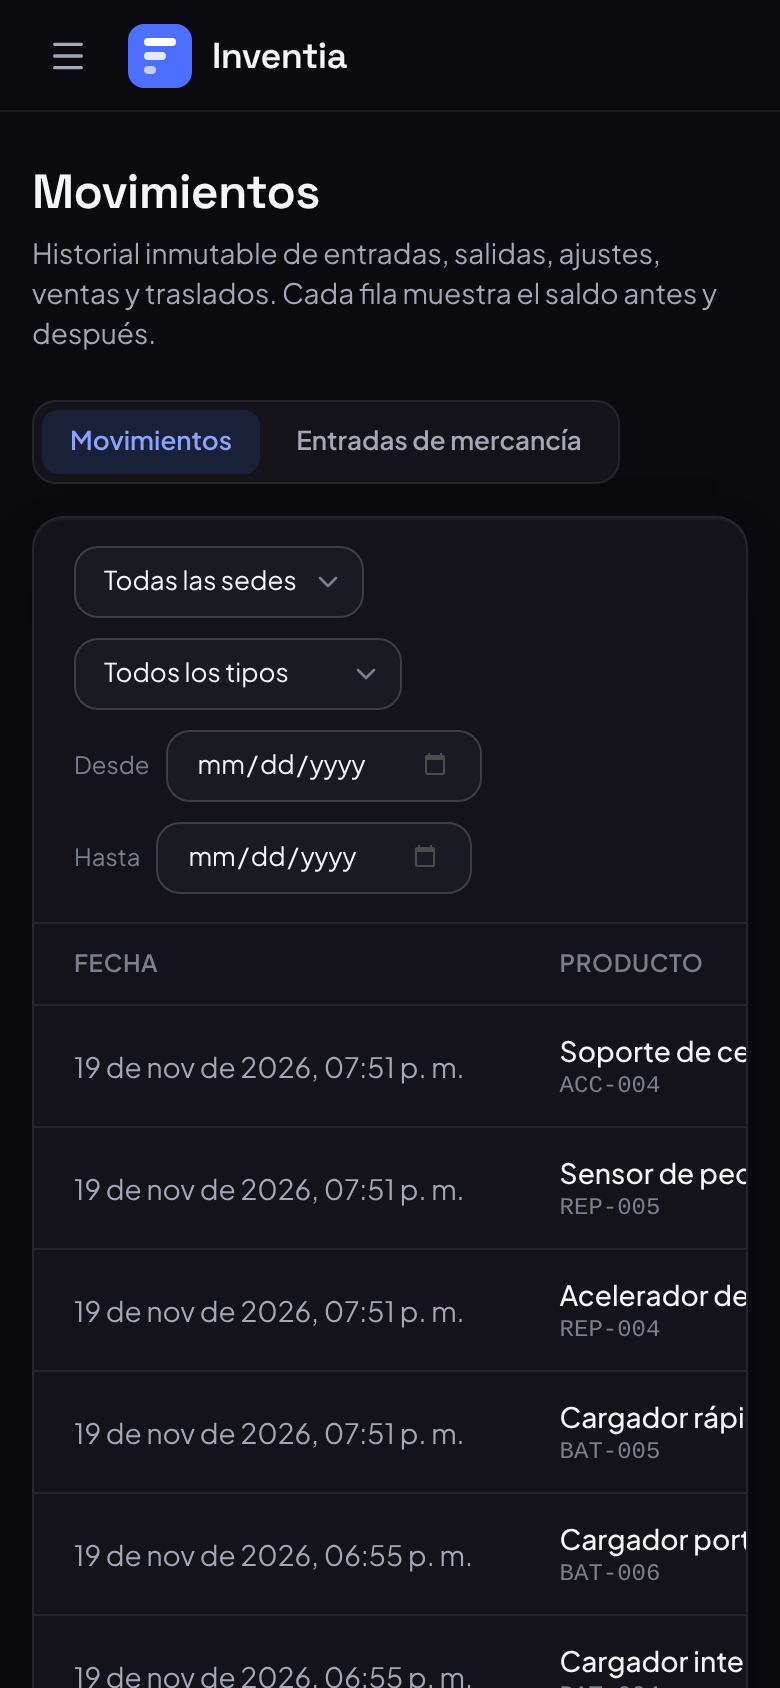 Inventia
Movimientos
Historial inmutable de entradas, salidas, ajustes,
ventas y traslados. Cada fila muestra el saldo antes y
después.
Movimientos
Entradas de mercancía
Todas las sedes
Todos los tipos
Desde mm/dd/yyyy
Hasta mm/dd/yyyy
FECHA PRODUCTO
19 de nov de 2026, 07:51 p. m. Soporte de ce
ACC-004
19 de nov de 2026, 07:51 p. m. Sensor de ped
REP-005
19 de nov de 2026, 07:51 p. m. Acelerador de
REP-004
19 de nov de 2026, 07:51 p. m. Cargador rápi
BAT-005
19 de nov de 2026, 06:55 p. m. Cargador port
BAT-006
19 de nov de 2026, 06:55 p. m. Cargador inte